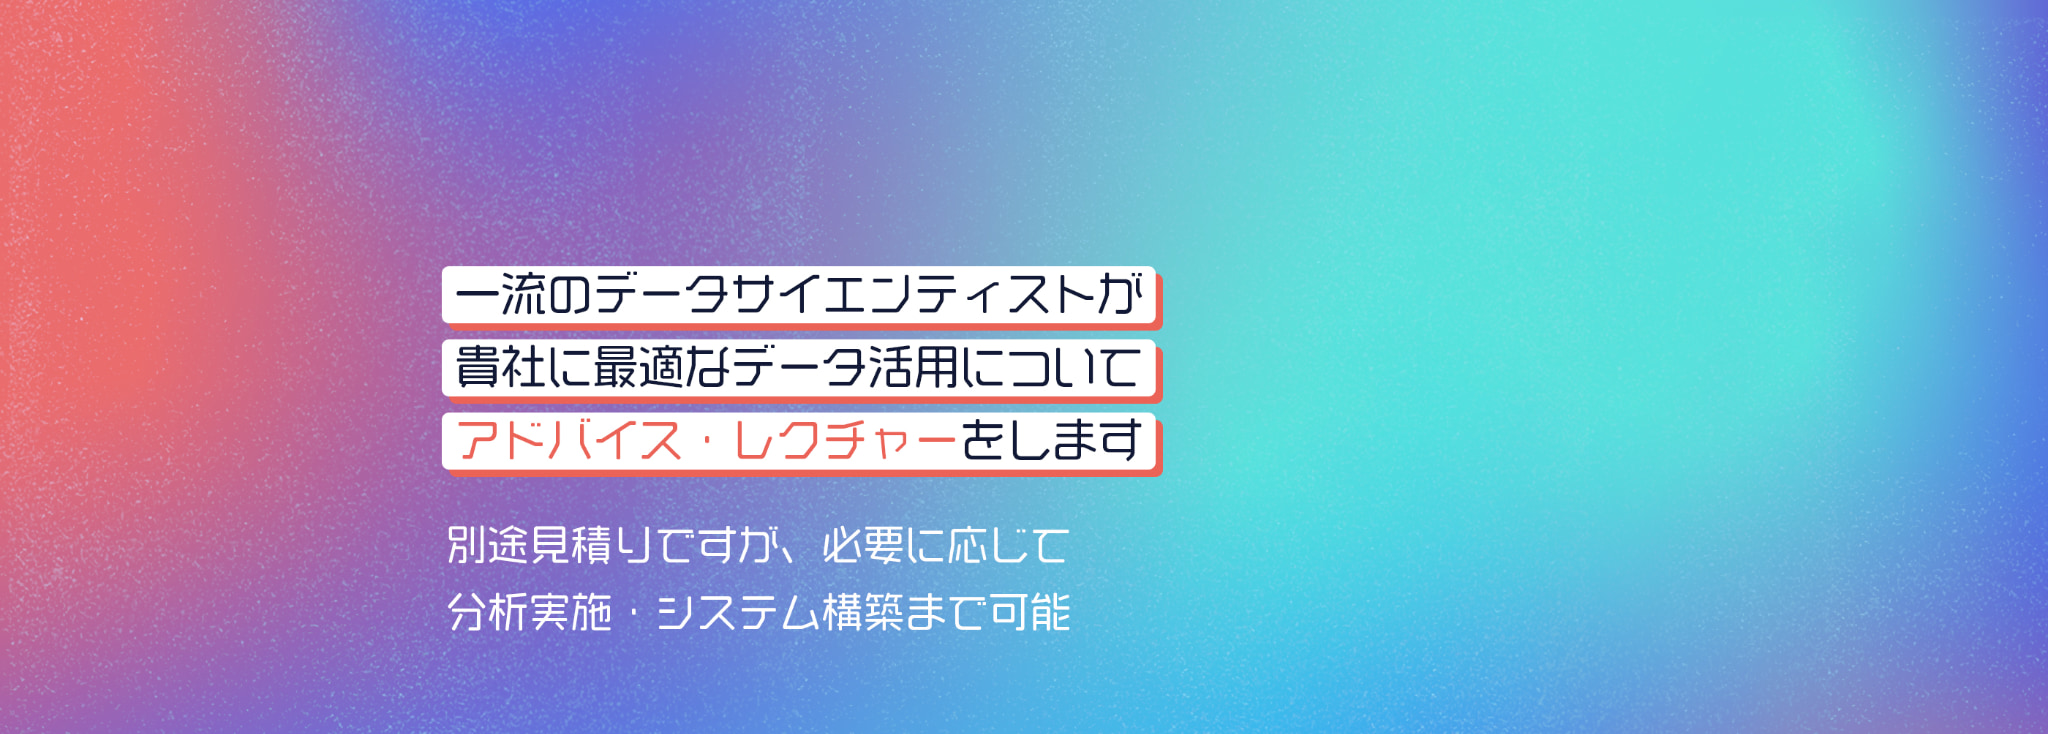 一流のデータサイエンティストが
貴社に最適なデータ活用について
アドバイス・レクチャーをします
別途見積りですが、必要に応じて
分析実施・システム構築まで可能